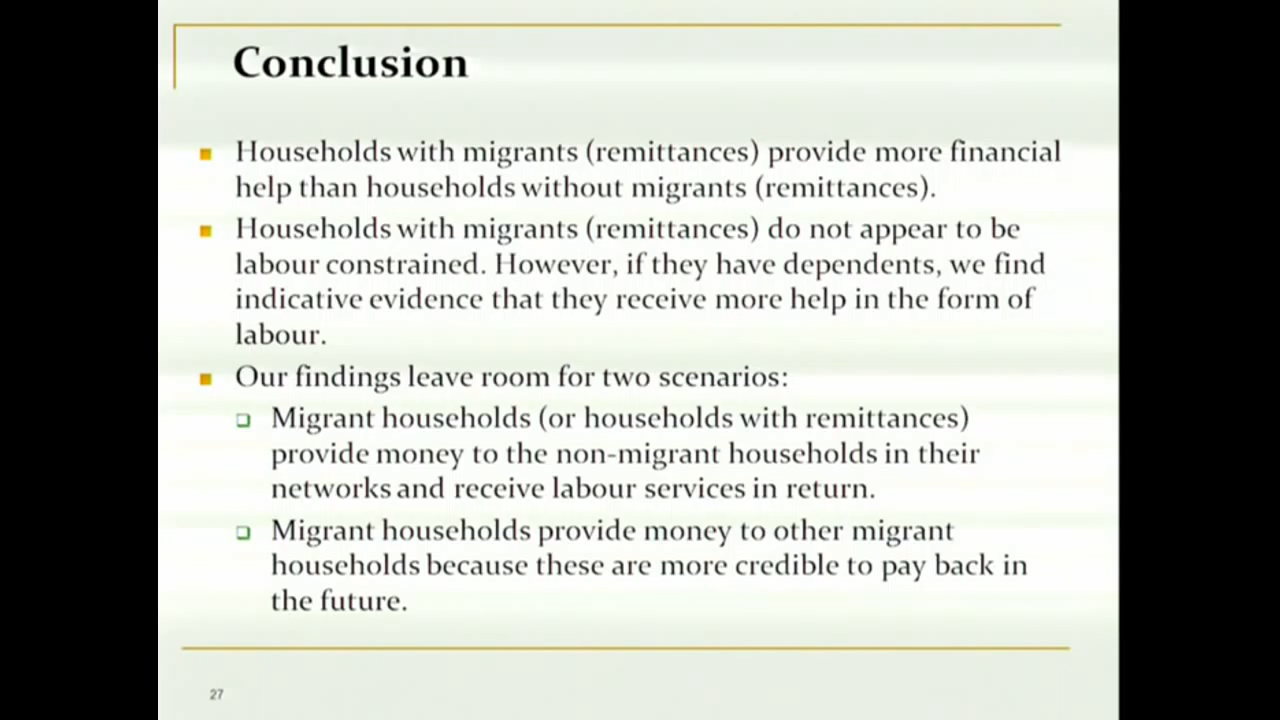 Conclusion
Households with migrants (remittances) provide more financial
help than households without migrants (remittances).
Households with migrants (remittances) do not appear to be
labour constrained. However, if they have dependents, we find
indicative evidence that they receive more help in the form of
labour.
Our findings leave room for two scenarios:
Migrant households (or households with remittances)
provide money to the non-migrant households in their
networks and receive labour services in return.
Migrant households provide money to other migrant
households because these are more credible to pay back in
the future.
27